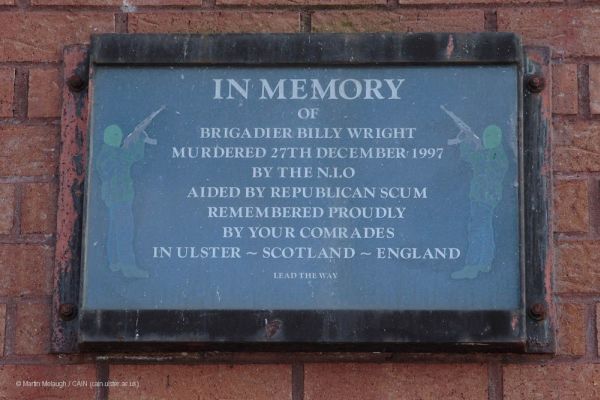 IN MEMORY
OF
BRIGADIER BILLY WRIGHT
MURDERED 27TH DECEMBER 1997
BY THE N.I.O
AIDED BY REPUBLICAN SCUM
REMEMBERED PROUDLY
BY YOUR COMRADES
IN ULSTER ~ SCOTLAND ~ ENGLAND
LEAD THE WAY
© Martin Melaugh / CAIN (cain.ulster.ac.uk)